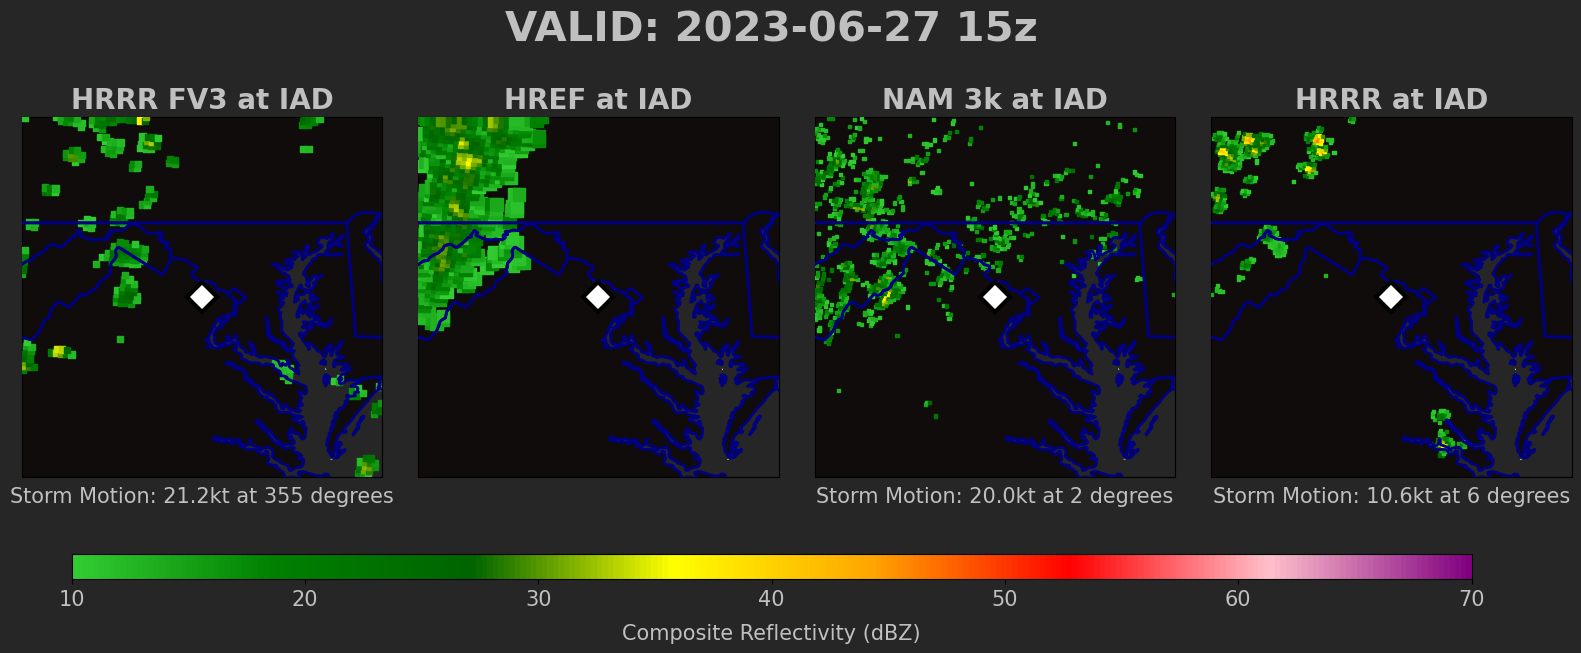 VALID: 2023-06-27 15z
HRRR FV3 at IAD
HREF at IAD
NAM 3k at IAD
HRRR at IAD
Storm Motion: 21.2kt at 355 degrees
Storm Motion: 20.0kt at 2 degrees
Storm Motion: 10.6kt at 6 degrees
10 20 30 40 50 60 70
Composite Reflectivity (dBZ)